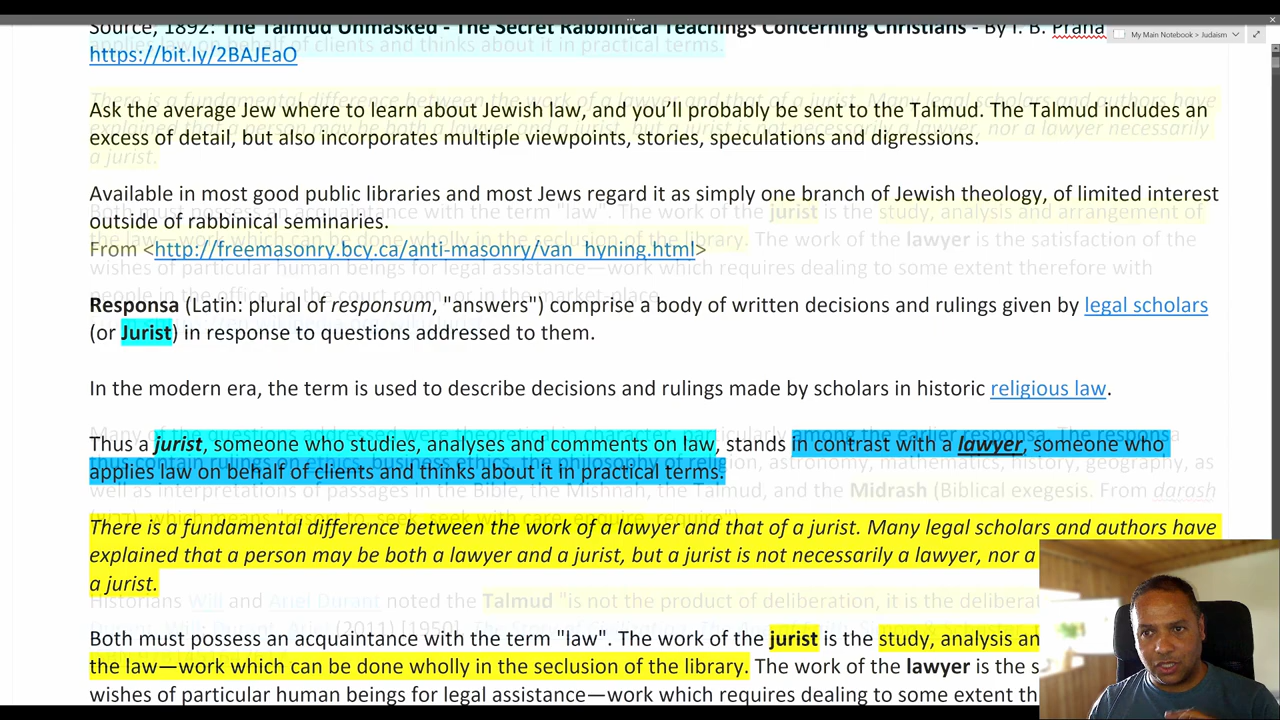 Source, 1892: The Talmud Unmasked - The Secret Rabbinical Teachings Concerning Christians - By I. B. Prana
My Main Notebook > Judaism
https://bit.ly/2BAJEaO
Ask the average Jew where to learn about Jewish law, and you'll probably be sent to the Talmud. The Talmud includes an
excess of detail, but also incorporates multiple viewpoints, stories, speculations and digressions.
Available in most good public libraries and most Jews regard it as simply one branch of Jewish theology, of limited interest
outside of rabbinical seminaries.
From <http://freemasonry.bcy.ca/anti-masonry/van_hyning.html>
Responsa (Latin: plural of responsum, "answers") comprise a body of written decisions and rulings given by legal scholars
(or Jurist) in response to questions addressed to them.
In the modern era, the term is used to describe decisions and rulings made by scholars in historic religious law.
Thus a jurist, someone who studies, analyses and comments on law, stands in contrast with a lawyer, someone who
applies law on behalf of clients and thinks about it in practical terms.
There is a fundamental difference between the work of a lawyer and that of a jurist. Many legal scholars and authors have
explained that a person may be both a lawyer and a jurist, but a jurist is not necessarily a lawyer, nor a
a jurist.
Both must possess an acquaintance with the term "law". The work of the jurist is the study, analysis an
the law—work which can be done wholly in the seclusion of the library. The work of the lawyer is the s
wishes of particular human beings for legal assistance—work which requires dealing to some extent th